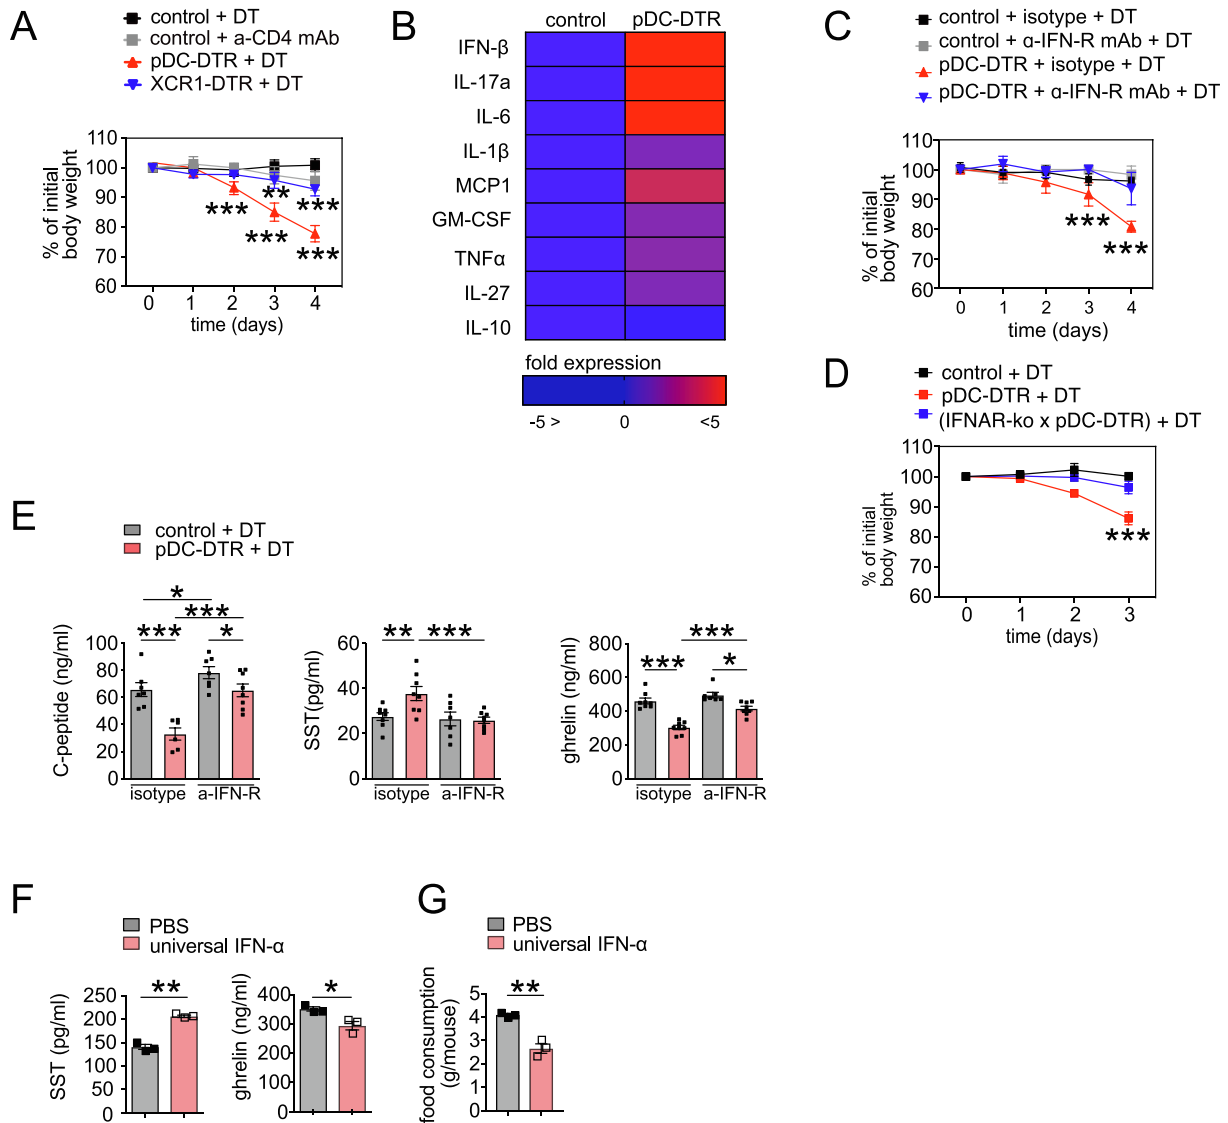 A
control + DT
control + a-CD4 mAb
pDC-DTR + DT
XCR1-DTR + DT
% of initial
body weight
110
100
90
80
70
60
**
***
***
***
***
0 1 2 3 4
time (days)
B
control pDC-DTR
IFN-β
IL-17a
IL-6
IL-1β
MCP1
GM-CSF
TNFα
IL-27
IL-10
fold expression
-5 > 0 <5
C
control + isotype + DT
control + α-IFN-R mAb + DT
pDC-DTR + isotype + DT
pDC-DTR + α-IFN-R mAb + DT
% of initial
body weight
110
100
90
80
70
60
***
***
0 1 2 3 4
time (days)
D
control + DT
pDC-DTR + DT
(IFNAR-ko x pDC-DTR) + DT
% of initial
body weight
110
100
90
80
70
60
***
0 1 2 3
time (days)
E
control + DT
pDC-DTR + DT
C-peptide (ng/ml)
100
80
60
40
20
0
*
***
***
*
isotype a-IFN-R
SST(pg/ml)
60
40
20
0
** ***
isotype a-IFN-R
ghrelin (ng/ml)
800
600
400
200
0
***
***
*
isotype a-IFN-R
F
PBS
universal IFN-α
SST (pg/ml)
250
200
150
100
50
0
**
ghrelin (ng/ml)
400
300
200
100
0
*
G
PBS
universal IFN-α
food consumption
(g/mouse)
5
4
3
2
1
0
**